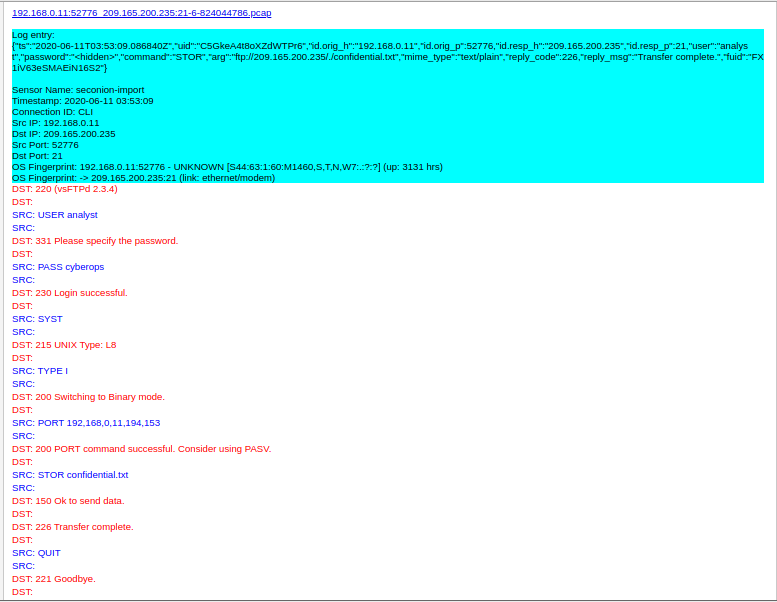 192.168.0.11:52776_209.165.200.235:21-6-824044786.pcap
Log entry:
{"ts":"2020-06-11T03:53:09.086840Z","uid":"C5GkeA4t8oXZdWTPr6","id.orig_h":"192.168.0.11","id.orig_p":52776,"id.resp_h":"209.165.200.235","id.resp_p":21,"user":"analys
t","password":"<hidden>","command":"STOR","arg":"ftp://209.165.200.235/./confidential.txt","mime_type":"text/plain","reply_code":226,"reply_msg":"Transfer complete.","fuid":"FX
1iV63eSMAEiN16S2"}
Sensor Name: seconion-import
Timestamp: 2020-06-11 03:53:09
Connection ID: CLI
Src IP: 192.168.0.11
Dst IP: 209.165.200.235
Src Port: 52776
Dst Port: 21
OS Fingerprint: 192.168.0.11:52776 - UNKNOWN [S44:63:1:60:M1460,S,T,N,W7:.:?:?] (up: 3131 hrs)
OS Fingerprint: -> 209.165.200.235:21 (link: ethernet/modem)
DST: 220 (vsFTPd 2.3.4)
DST:
SRC: USER analyst
SRC:
DST: 331 Please specify the password.
DST:
SRC: PASS cyberops
SRC:
DST: 230 Login successful.
DST:
SRC: SYST
SRC:
DST: 215 UNIX Type: L8
DST:
SRC: TYPE I
SRC:
DST: 200 Switching to Binary mode.
DST:
SRC: PORT 192,168,0,11,194,153
SRC:
DST: 200 PORT command successful. Consider using PASV.
DST:
SRC: STOR confidential.txt
SRC:
DST: 150 Ok to send data.
DST:
DST: 226 Transfer complete.
DST:
SRC: QUIT
SRC:
DST: 221 Goodbye.
DST: